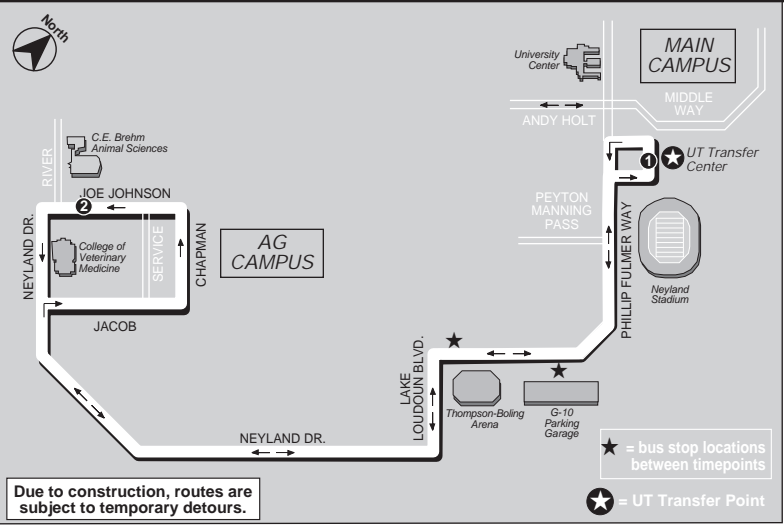 North
University
Center
MAIN
CAMPUS
MIDDLE
WAY
ANDY HOLT
C.E. Brehm
Animal Sciences
RIVER
1
UT Transfer
Center
JOE JOHNSON
2
PEYTON
MANNING
PASS
NEYLAND DR.
College of
Veterinary
Medicine
SERVICE
CHAPMAN
AG
CAMPUS
PHILLIP FULMER WAY
Neyland
Stadium
JACOB
LAKE
LOUDOUN BLVD.
Thompson-Boling
Arena
G-10
Parking
Garage
NEYLAND DR.
= bus stop locations
between timepoints
Due to construction, routes are
subject to temporary detours.
= UT Transfer Point